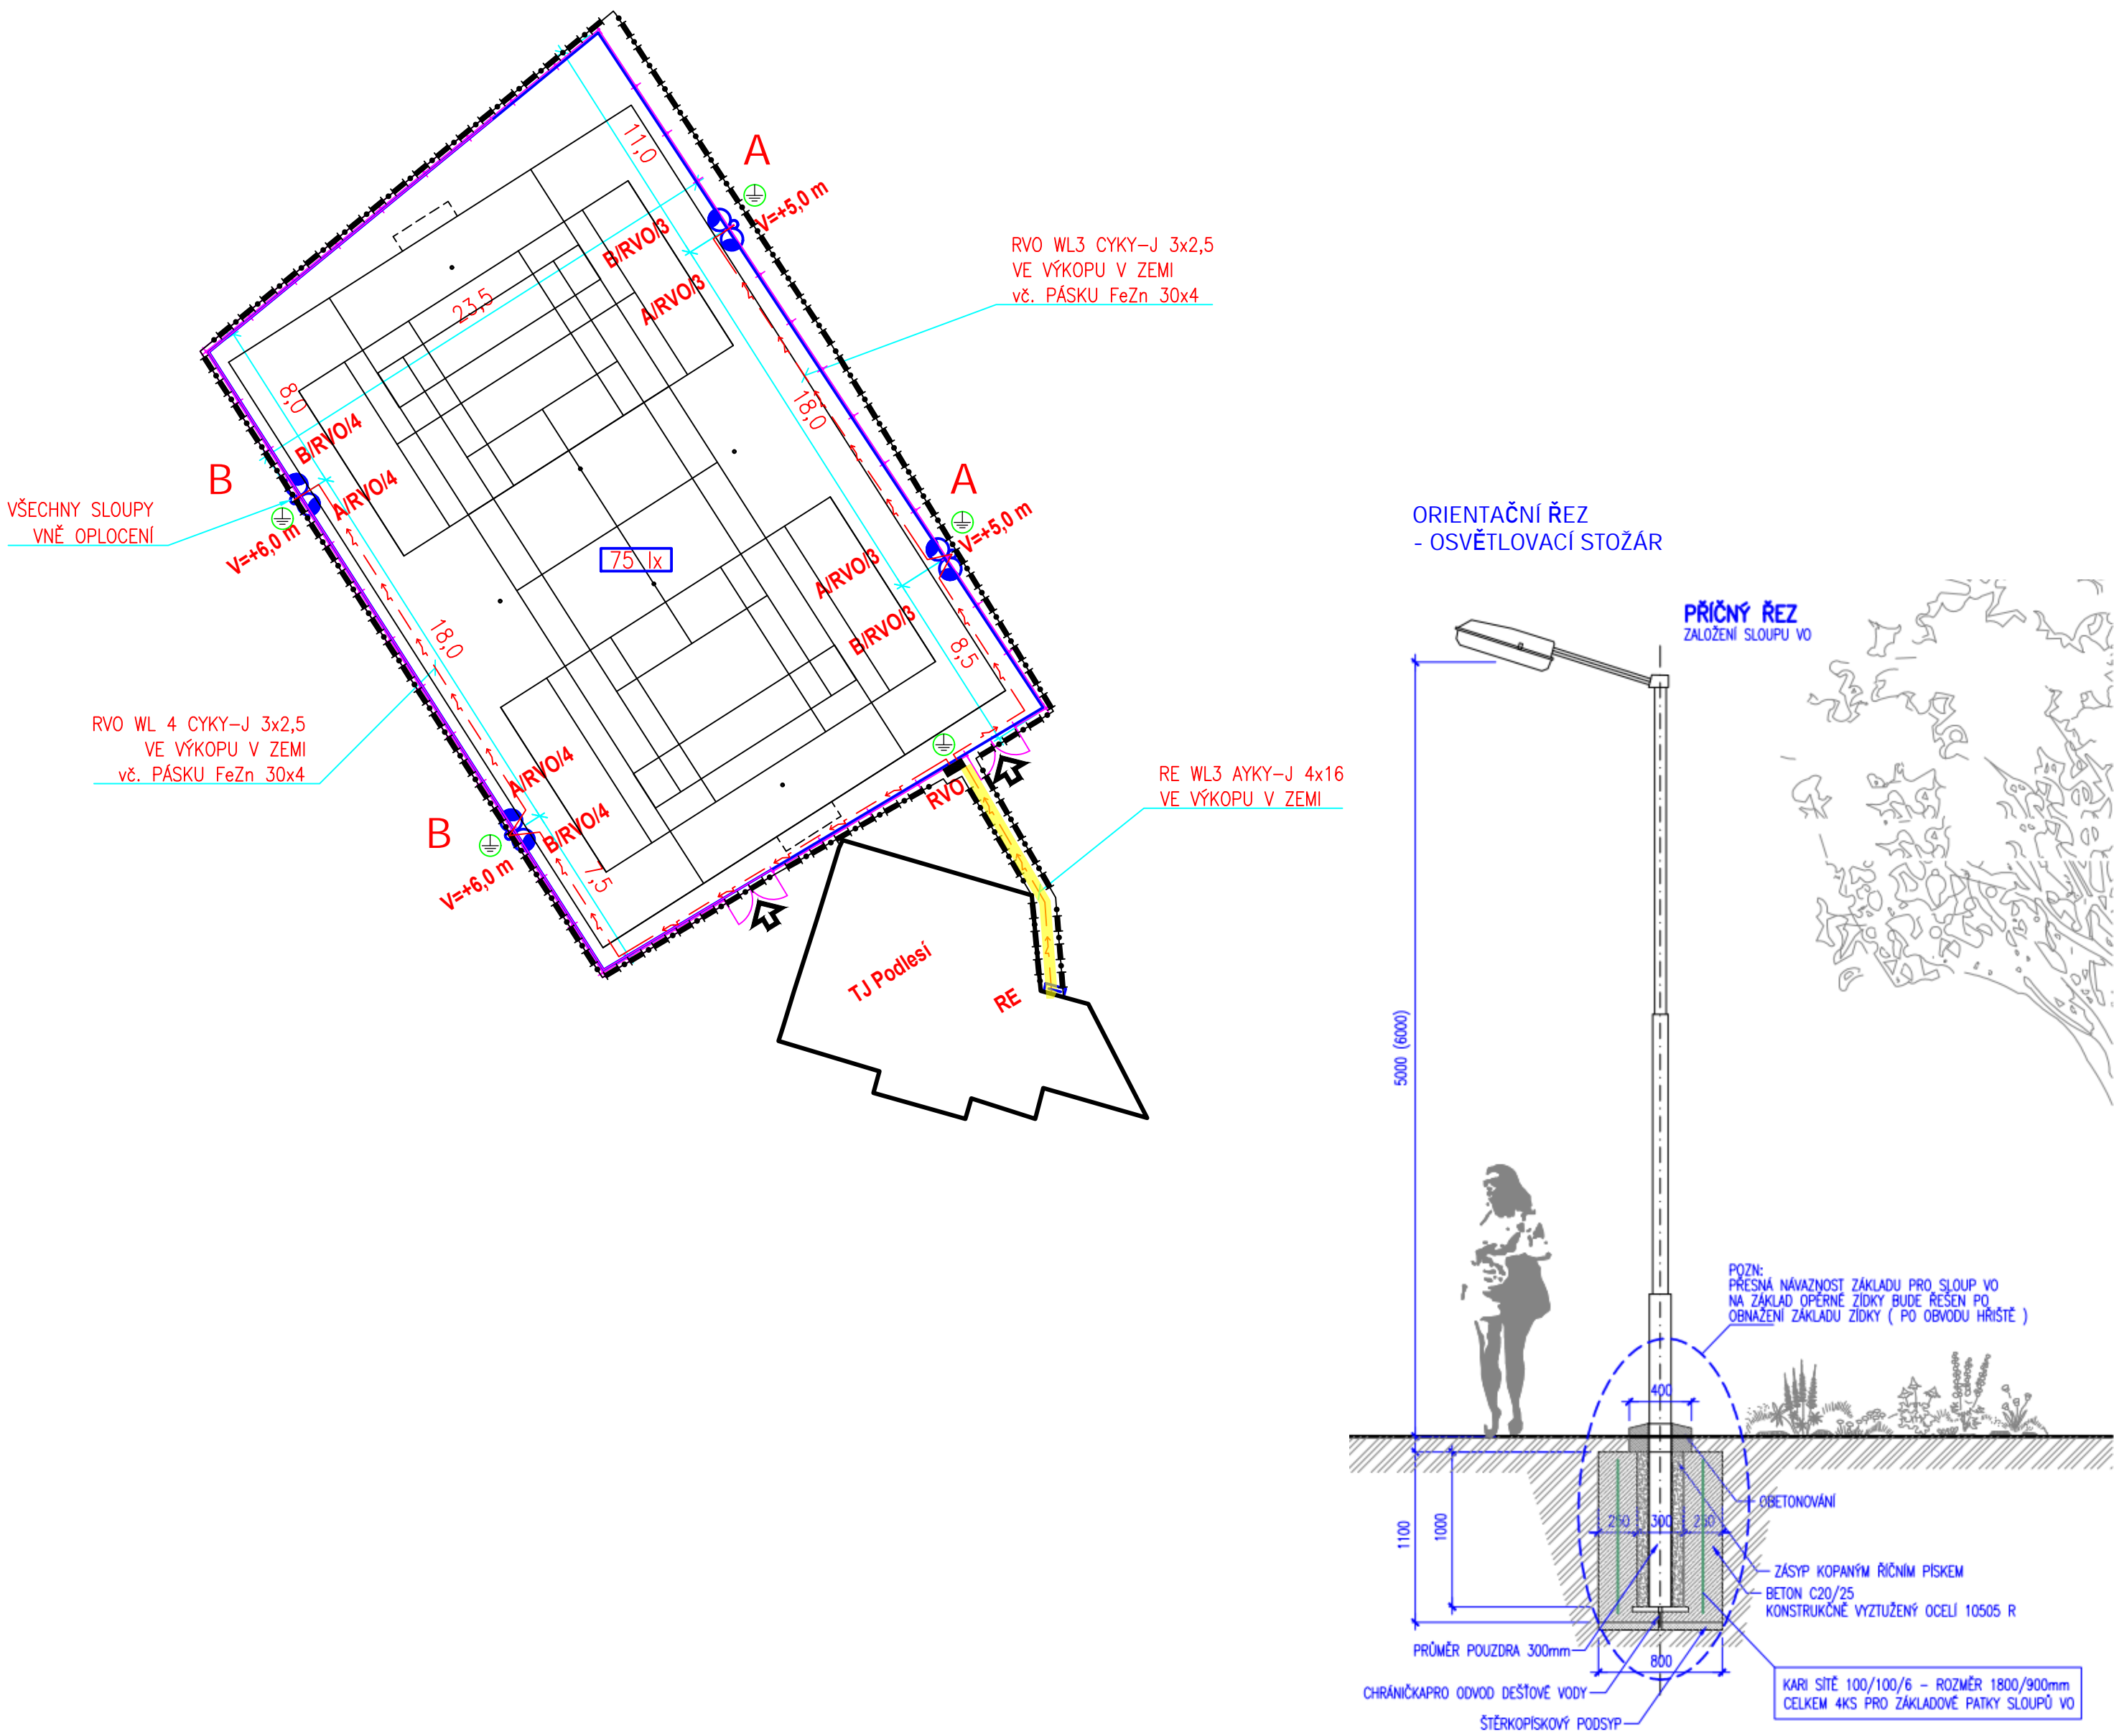 A
11,0
V=+5,0 m
B/RVO/3
A/RVO/3
23,5
RVO WL3 CYKY-J 3x2,5
VE VÝKOPU V ZEMI
vč. PÁSKU FeZn 30x4
8,0
18,0
B/RVO/4
A/RVO/4
B
VŠECHNY SLOUPY
VNĚ OPLOCENÍ
V=+6,0 m
A
V=+5,0 m
75 lx
A/RVO/3
B/RVO/3
8,5
18,0
RVO WL 4 CYKY-J 3x2,5
VE VÝKOPU V ZEMI
vč. PÁSKU FeZn 30x4
A/RVO/4
B/RVO/4
B
V=+6,0 m
7,5
RVO
RE WL3 AYKY-J 4x16
VE VÝKOPU V ZEMI
TJ Podlesí
RE
ORIENTAČNÍ ŘEZ
- OSVĚTLOVACÍ STOŽÁR
PŘÍČNÝ ŘEZ
ZALOŽENÍ SLOUPU VO
5000 (6000)
POZN:
PŘESNÁ NÁVAZNOST ZÁKLADU PRO SLOUP VO
NA ZÁKLAD OPĚRNÉ ZÍDKY BUDE ŘEŠEN PO
OBNAŽENÍ ZÁKLADU ZÍDKY ( PO OBVODU HŘIŠTĚ )
400
1100
1000
250
300
250
OBETONOVÁNÍ
ZÁSYP KOPANÝM ŘÍČNÍM PÍSKEM
BETON C20/25
KONSTRUKČNĚ VYZTUŽENÝ OCELÍ 10505 R
PRŮMĚR POUZDRA 300mm
800
CHRÁNIČKAPRO ODVOD DEŠŤOVÉ VODY
ŠTĚRKOPÍSKOVÝ PODSYP
KARI SÍTĚ 100/100/6 - ROZMĚR 1800/900mm
CELKEM 4KS PRO ZÁKLADOVÉ PATKY SLOUPŮ VO